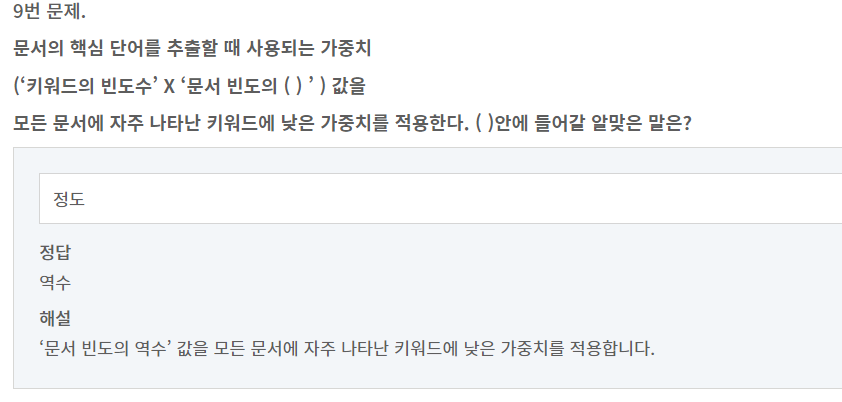 9번 문제.
문서의 핵심 단어를 추출할 때 사용되는 가중치
(‘키워드의 빈도수’ X ‘문서 빈도의 ( ) ’ ) 값을
모든 문서에 자주 나타난 키워드에 낮은 가중치를 적용한다. ( )안에 들어갈 알맞은 말은?
정도
정답
역수
해설
‘문서 빈도의 역수’ 값을 모든 문서에 자주 나타난 키워드에 낮은 가중치를 적용합니다.